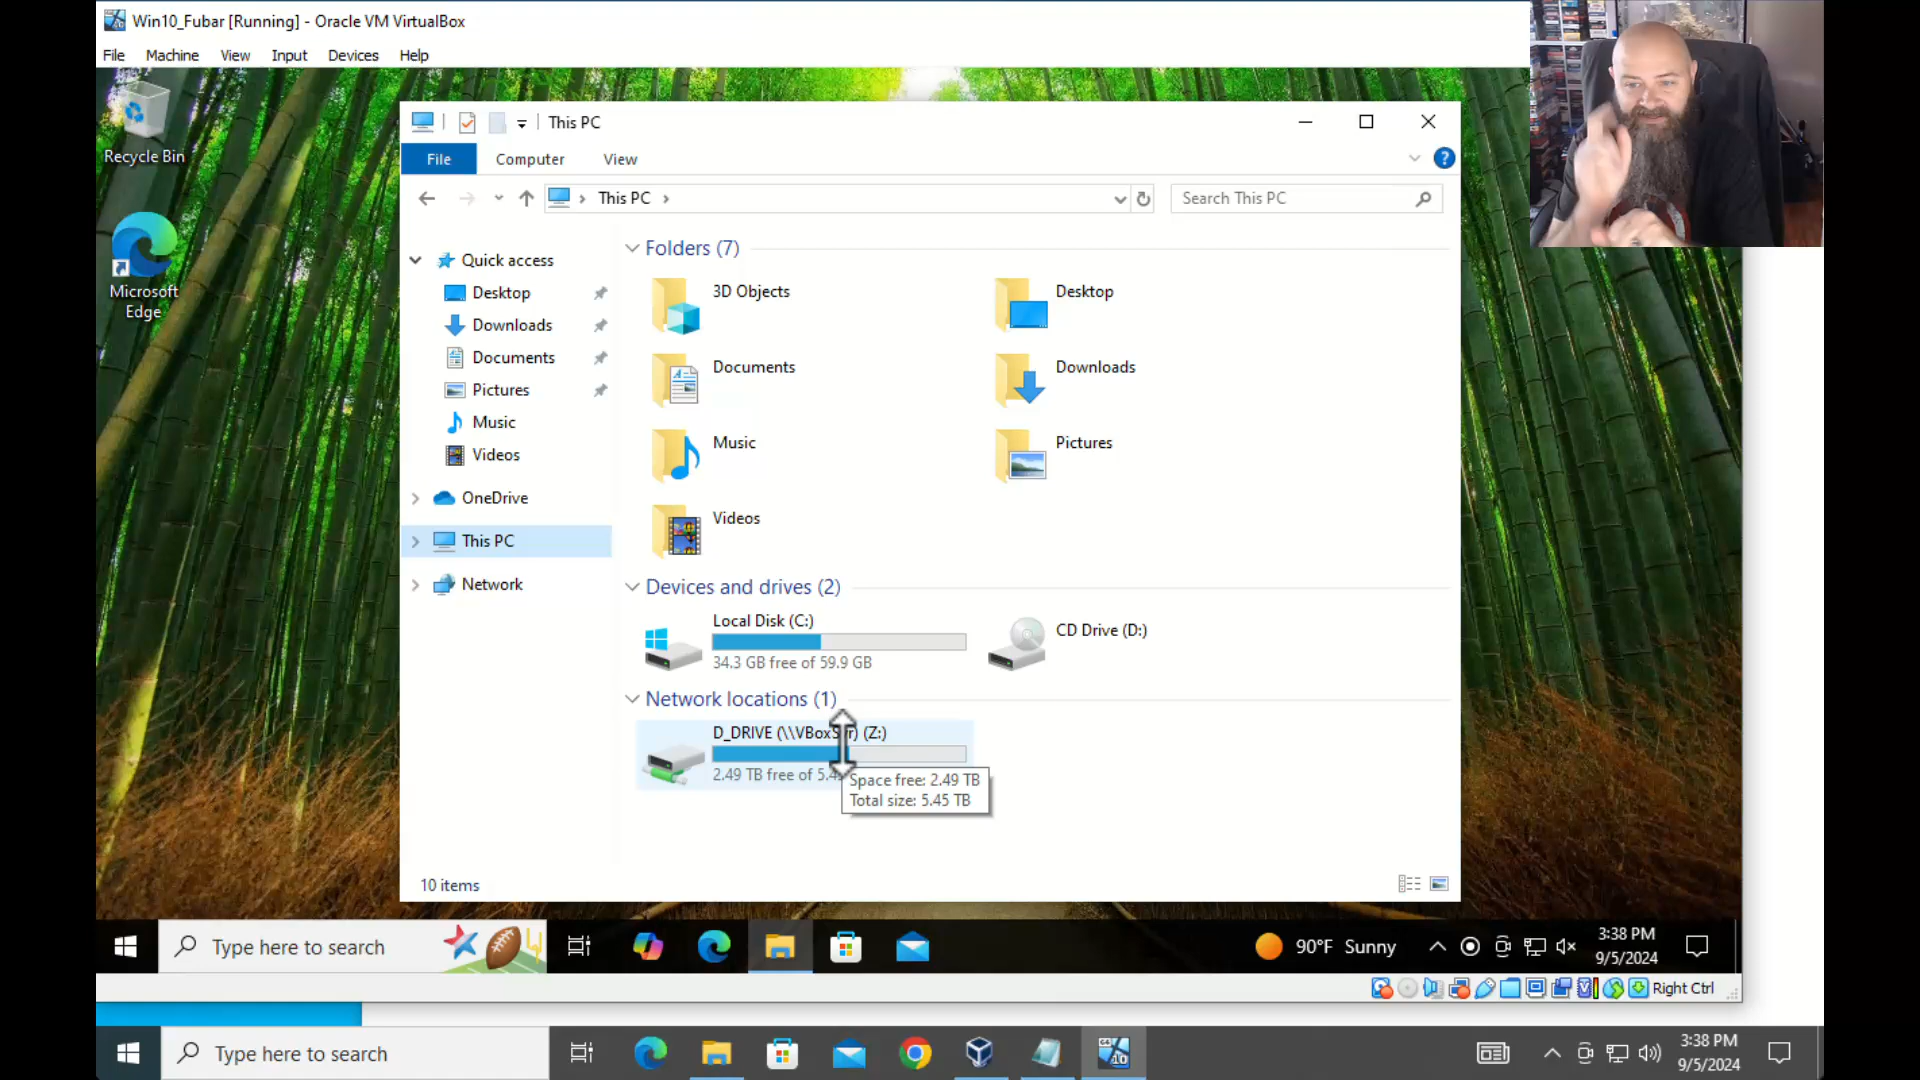 Win10_Fubar [Running] - Oracle VM VirtualBox
File Machine View Input Devices Help
Recycle Bin
Microsoft
Edge
This PC
File Computer View
This PC
Search This PC
Quick access
Desktop
Downloads
Documents
Pictures
Music
Videos
OneDrive
This PC
Network
Folders (7)
3D Objects
Desktop
Documents
Downloads
Music
Pictures
Videos
Devices and drives (2)
Local Disk (C:)
34.3 GB free of 59.9 GB
CD Drive (D:)
Network locations (1)
D_DRIVE (\\VBoxSvr) (Z:)
2.49 TB free of 5.4
Space free: 2.49 TB
Total size: 5.45 TB
10 items
Type here to search
90°F Sunny
3:38 PM
9/5/2024
Right Ctrl
Type here to search
3:38 PM
9/5/2024